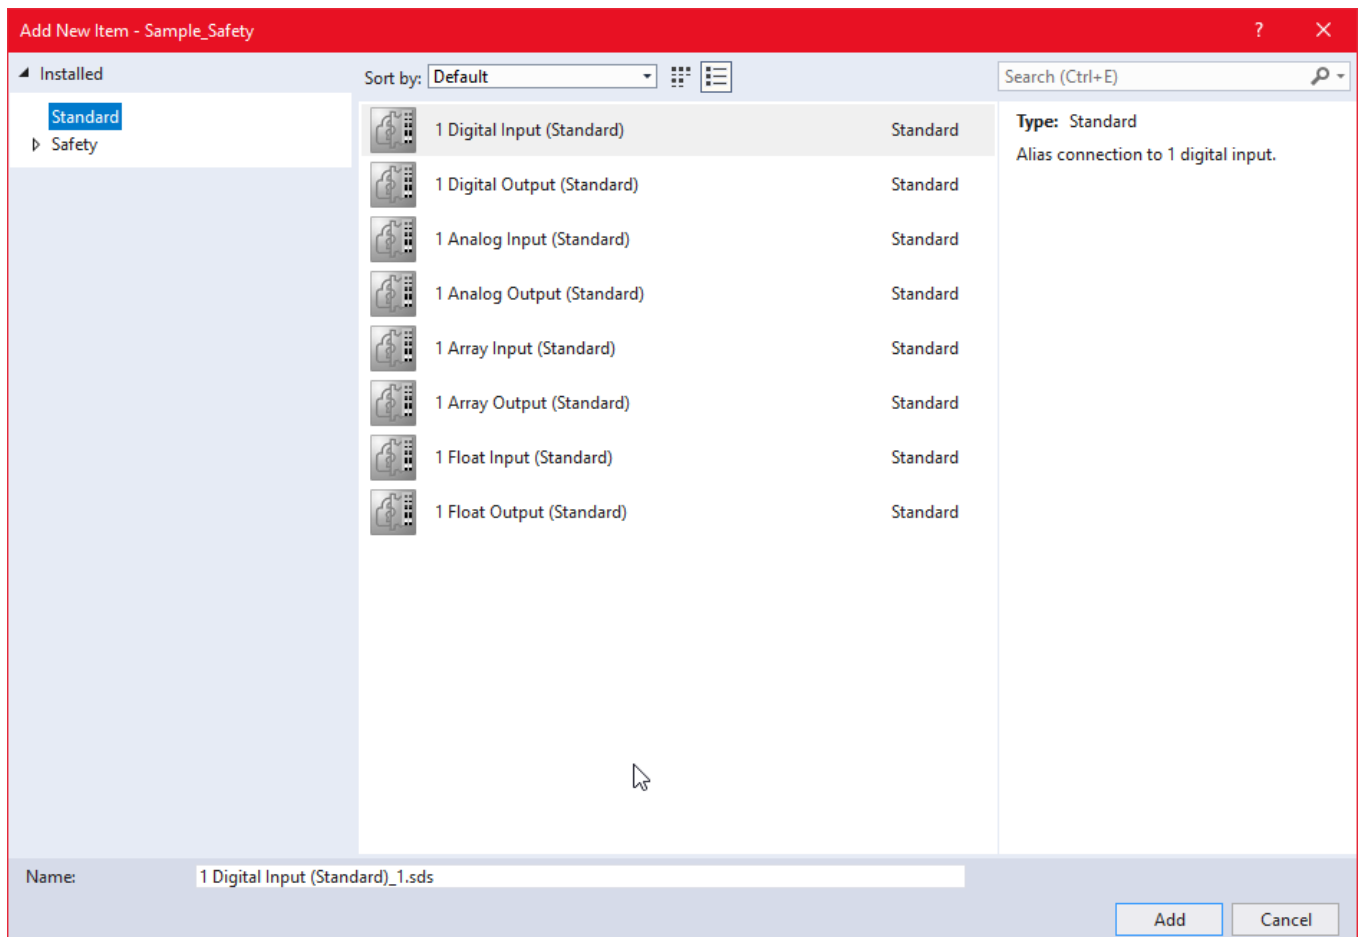 Add New Item - Sample_Safety ?
Installed
Sort by: Default
Search (Ctrl+E)
Standard
Safety
1 Digital Input (Standard) Standard
1 Digital Output (Standard) Standard
1 Analog Input (Standard) Standard
1 Analog Output (Standard) Standard
1 Array Input (Standard) Standard
1 Array Output (Standard) Standard
1 Float Input (Standard) Standard
1 Float Output (Standard) Standard
Type: Standard
Alias connection to 1 digital input.
Name: 1 Digital Input (Standard)_1.sds
Add Cancel